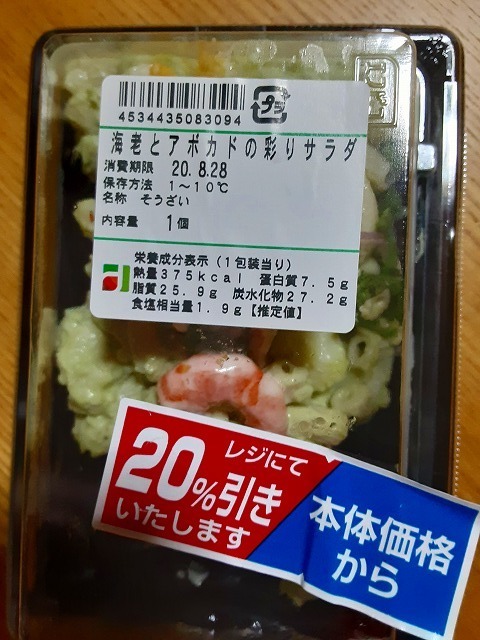 4534435083094
プラ
海老とアボカドの彩りサラダ
消費期限 20.8.28
保存方法 1~10℃
名称 そうざい
内容量 1個
栄養成分表示(1包装当り)
熱量375kcal 蛋白質7.5g
脂質25.9g 炭水化物27.2g
食塩相当量1.9g【推定値】
レジにて
20%引き
いたします
本体価格
から